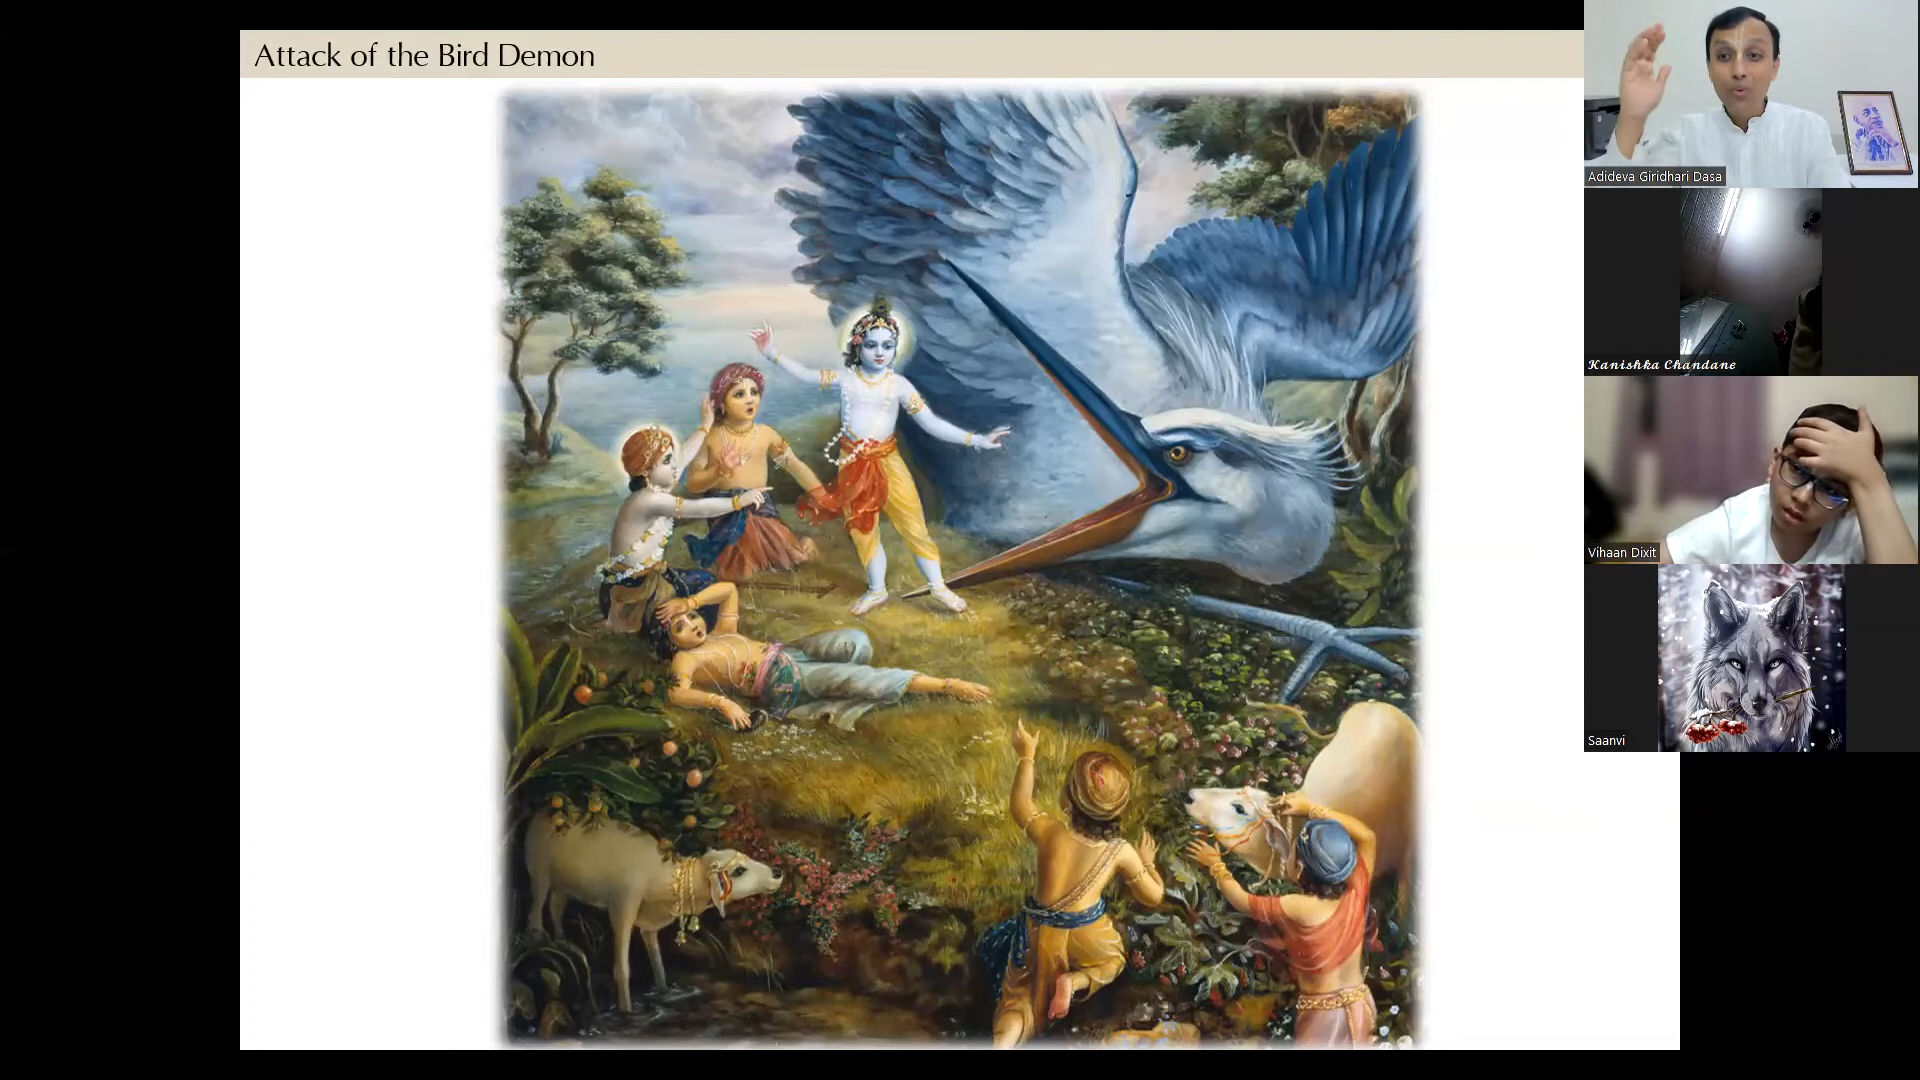 Attack of the Bird Demon
Adideva Giridhari Dasa
Kanishka Chandane
Vihaan Dixit
Saanvi